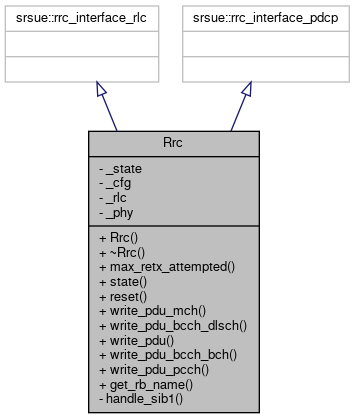 srsue::rrc_interface_rlc
srsue::rrc_interface_pdcp
Rrc
- _state
- _cfg
- _rlc
- _phy
+ Rrc()
+ ~Rrc()
+ max_retx_attempted()
+ state()
+ reset()
+ write_pdu_mch()
+ write_pdu_bcch_dlsch()
+ write_pdu()
+ write_pdu_bcch_bch()
+ write_pdu_pcch()
+ get_rb_name()
- handle_sib1()